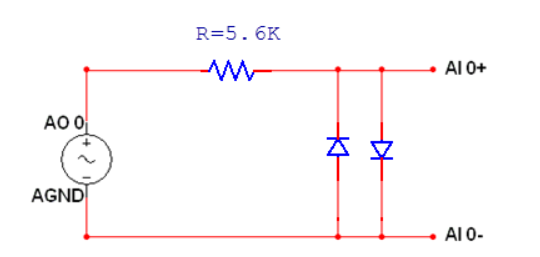 R=5.6K
AI 0+
AO 0
+
−
AGND
AI 0-